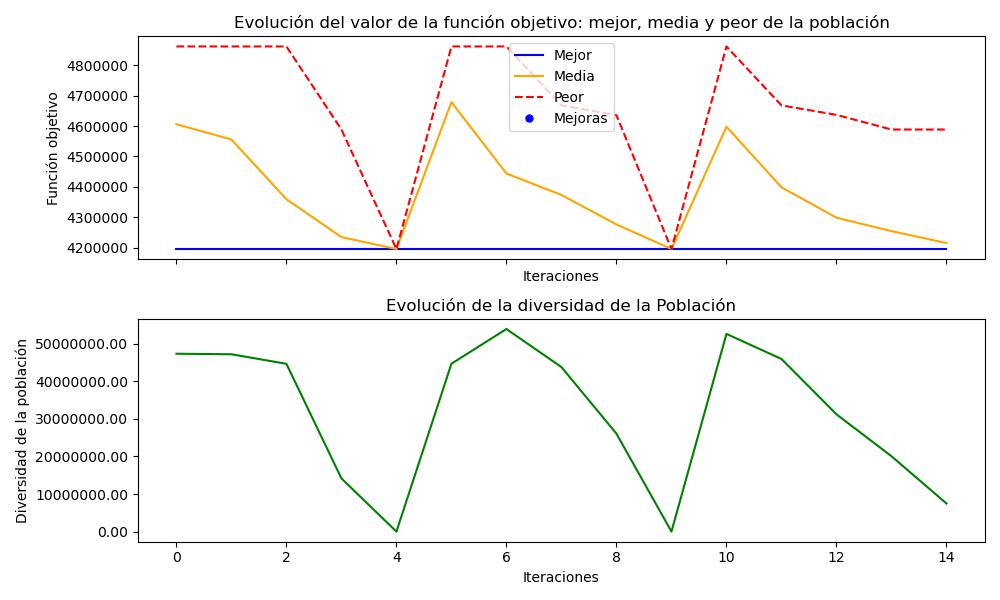 Evolución del valor de la función objetivo: mejor, media y peor de la población
Función objetivo
4800000
4700000
4600000
4500000
4400000
4300000
4200000
Mejor
Media
Peor
Mejoras
Iteraciones
Evolución de la diversidad de la Población
Diversidad de la población
50000000.00
40000000.00
30000000.00
20000000.00
10000000.00
0.00
0 2 4 6 8 10 12 14
Iteraciones